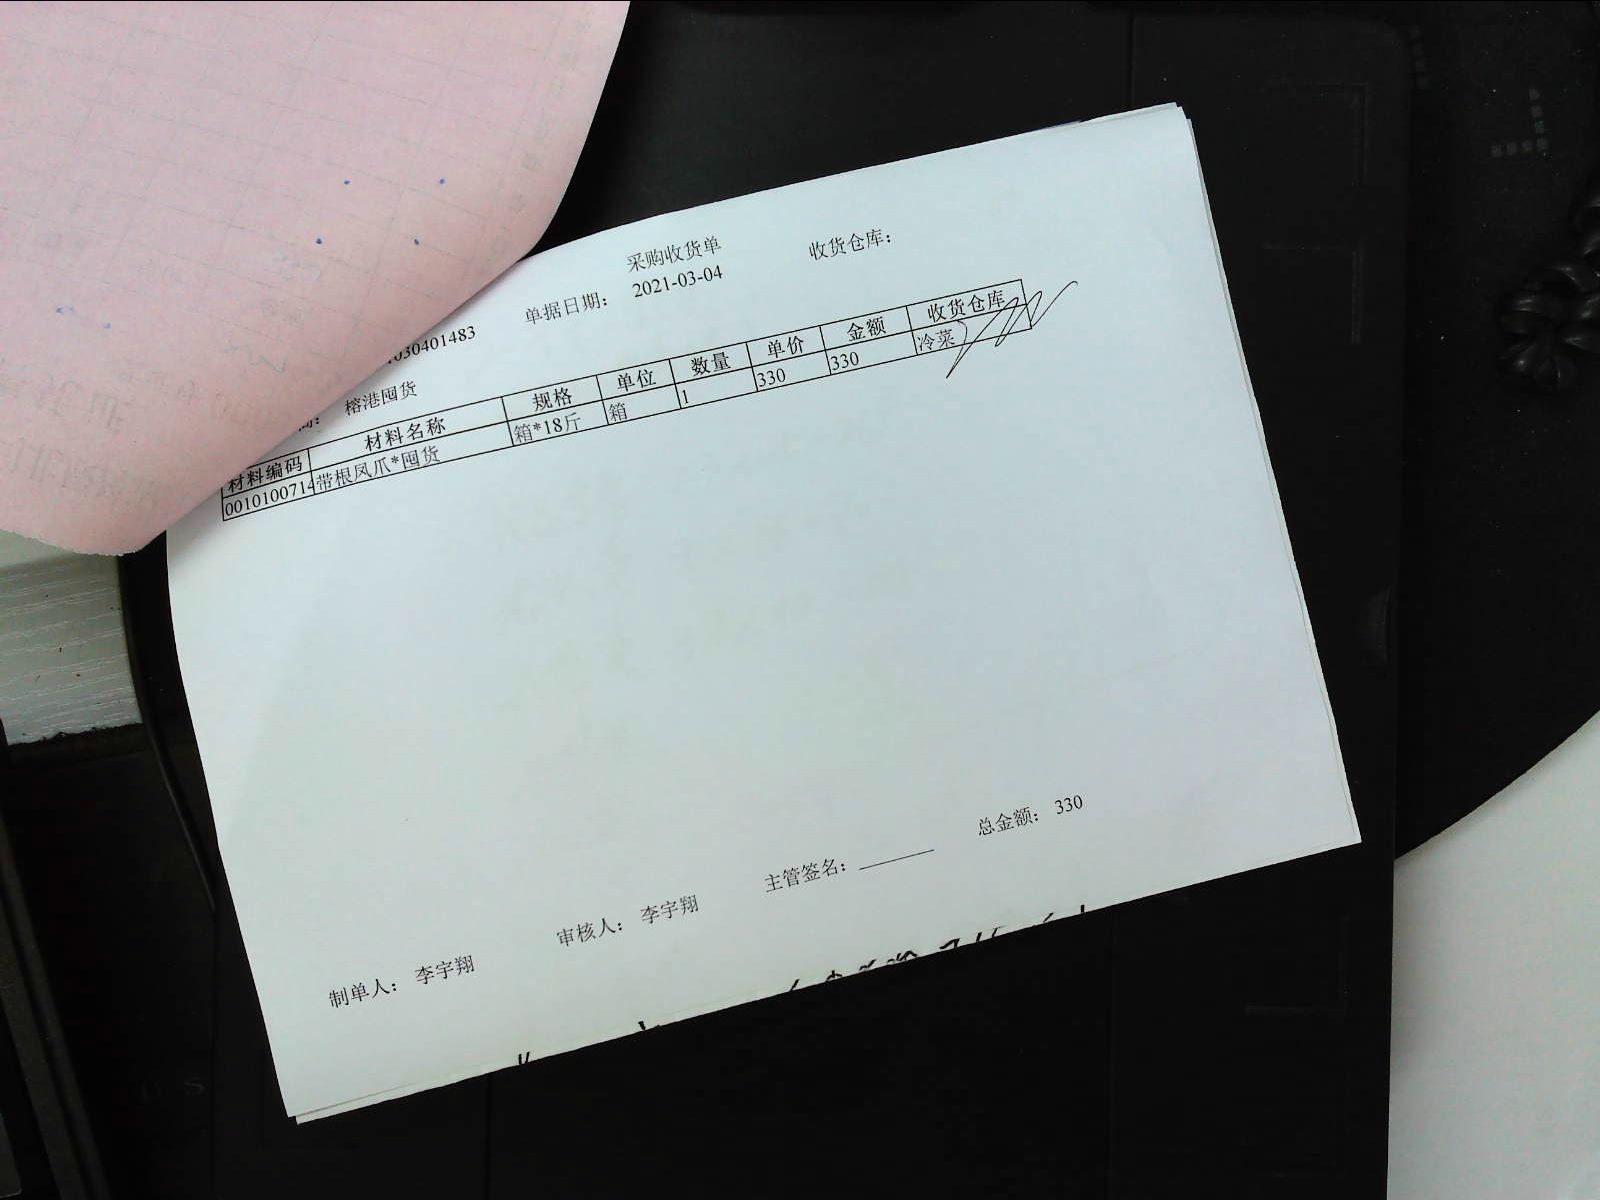 采购收货单
单据日期: 2021-03-04 收货仓库:
030401483
榕港囤货
材料编码 材料名称 规格 单位 数量 单价 金额 收货仓库
0010100714 带根凤爪*囤货 箱*18斤 箱 1 330 330 冷菜
总金额: 330
制单人: 李宇翔 审核人: 李宇翔 主管签名: